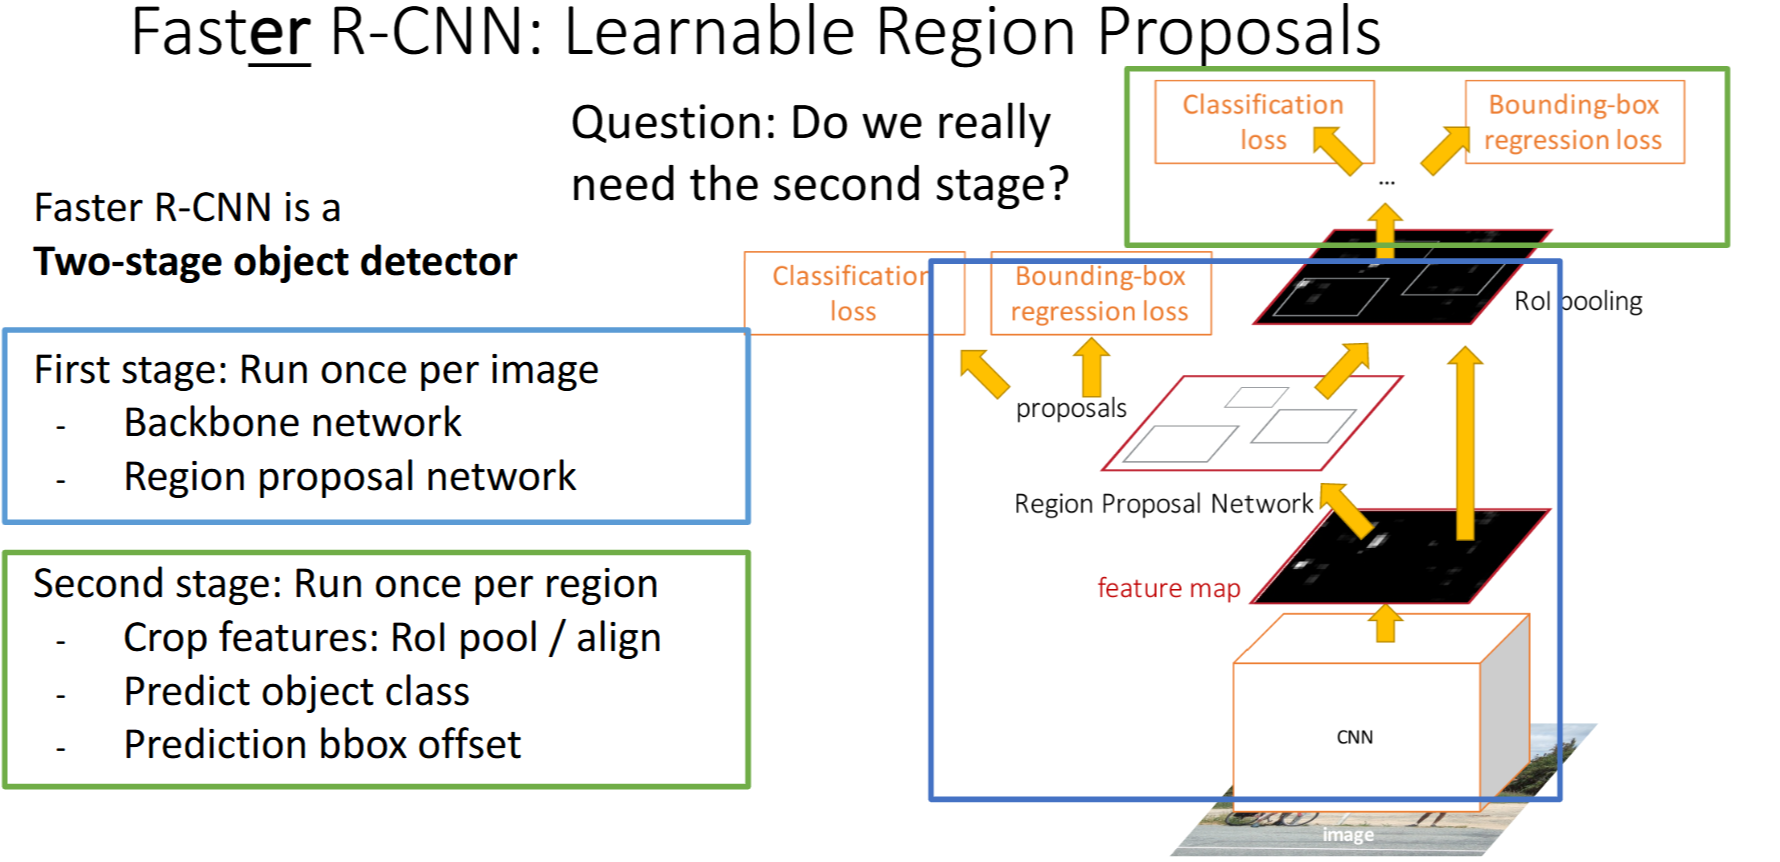 Faster R-CNN: Learnable Region Proposals
Question: Do we really
need the second stage?
Faster R-CNN is a
Two-stage object detector
First stage: Run once per image
- Backbone network
- Region proposal network
Second stage: Run once per region
- Crop features: RoI pool / align
- Predict object class
- Prediction bbox offset
Classification
loss
Bounding-box
regression loss
...
Classification
loss
Bounding-box
regression loss
RoI pooling
proposals
Region Proposal Network
feature map
CNN
image